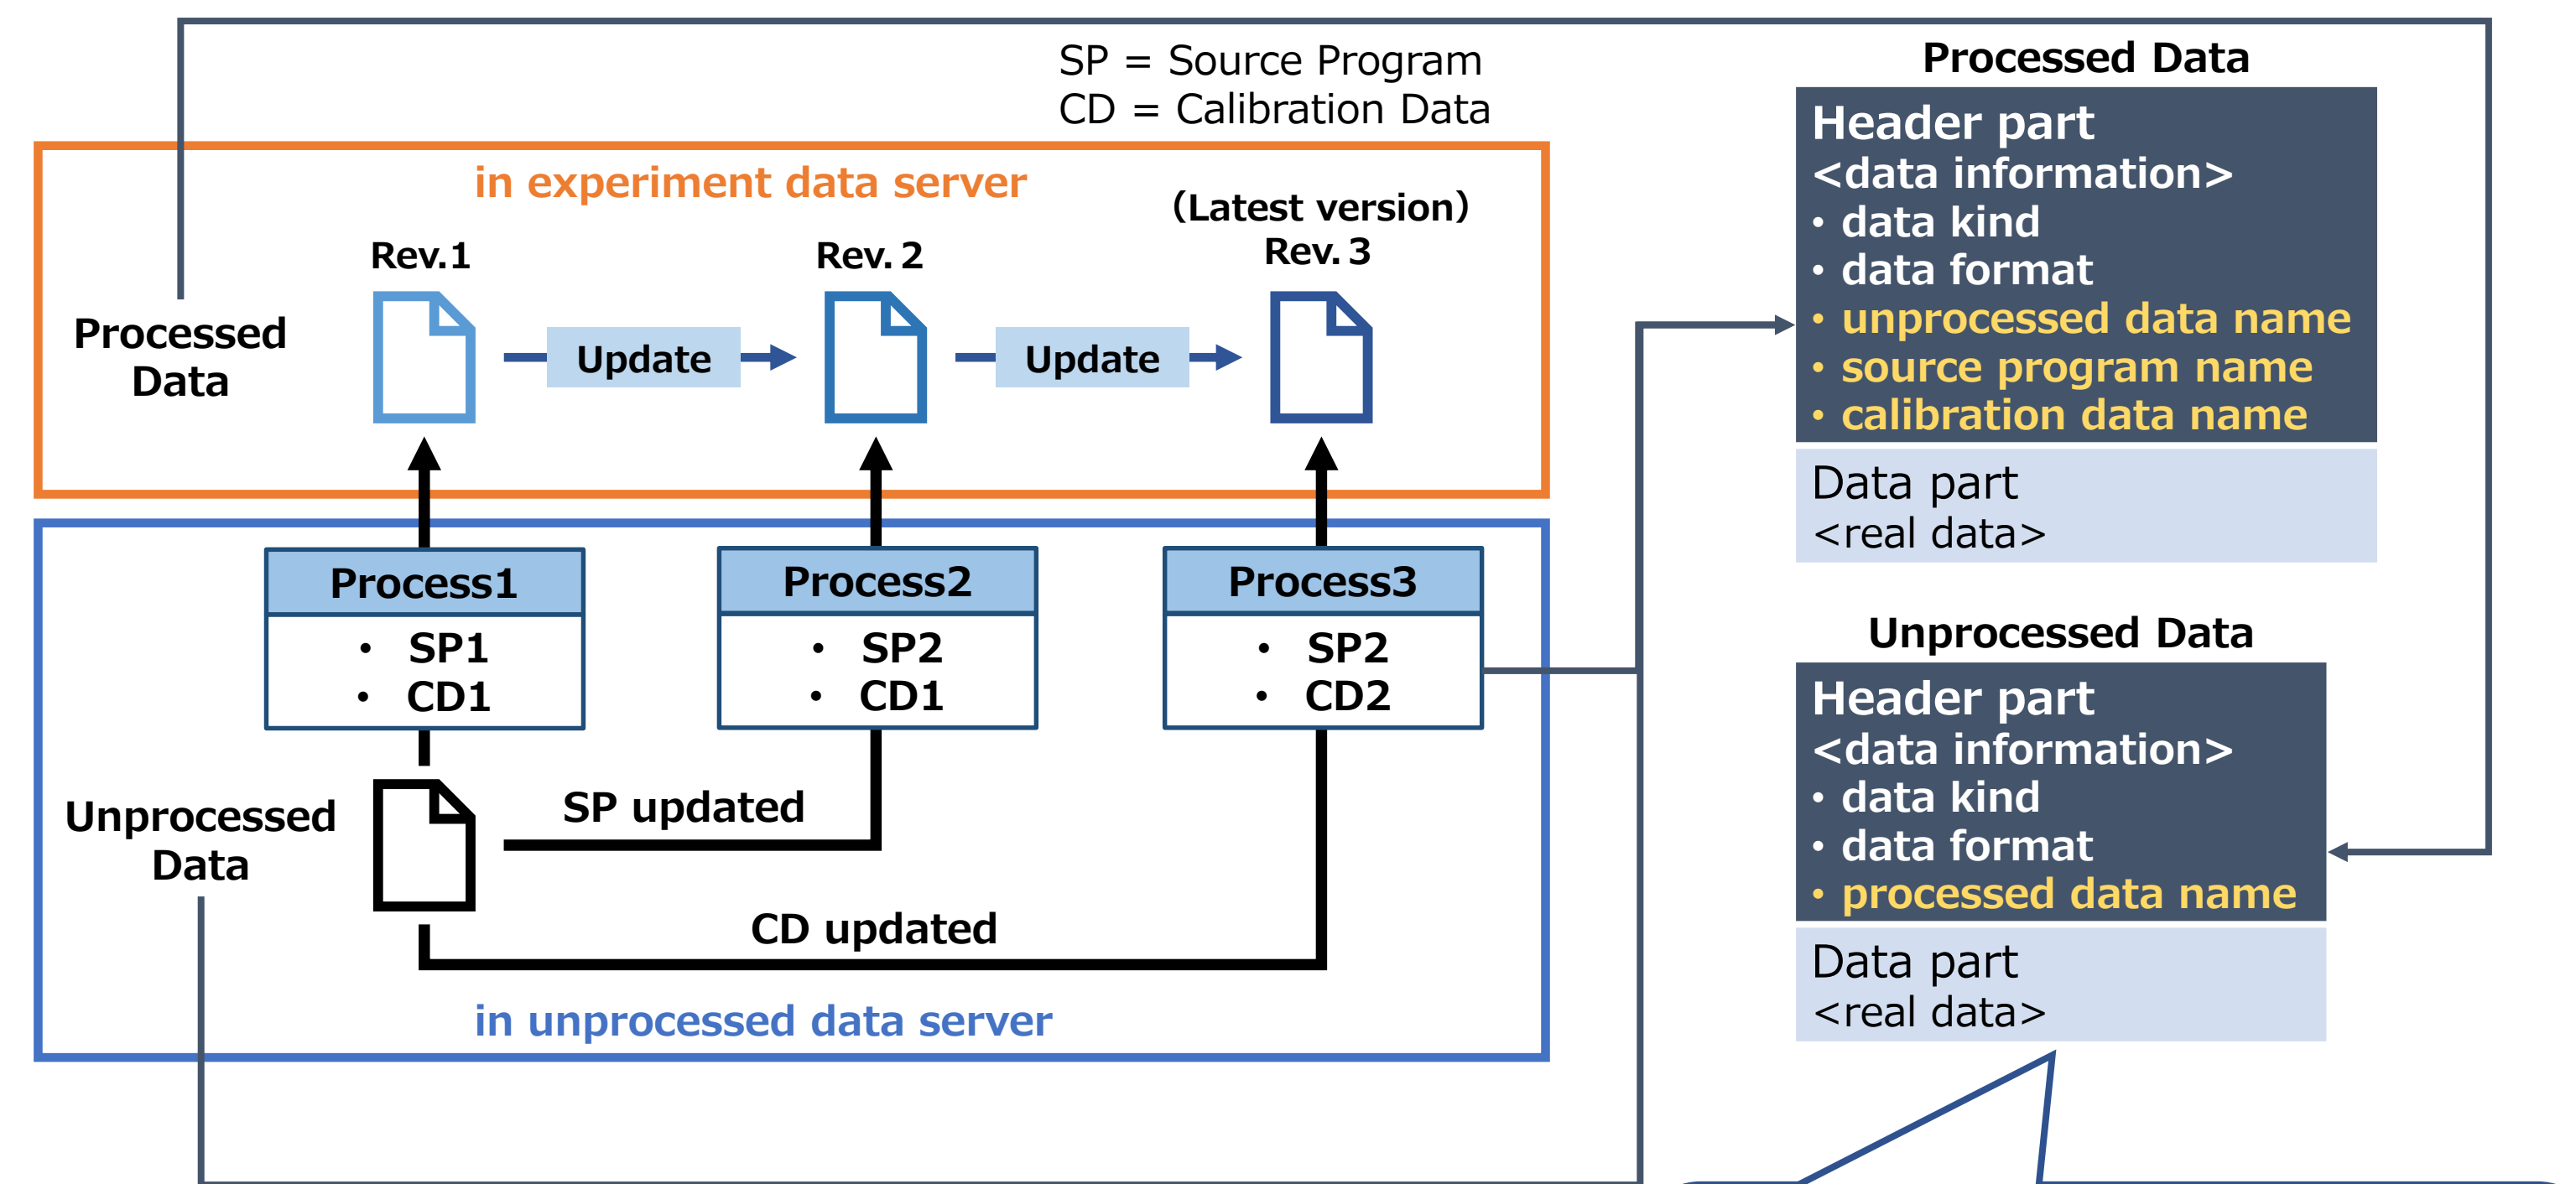 SP = Source Program
CD = Calibration Data
in experiment data server
(Latest version)
Rev.1
Rev. 2
Rev. 3
Processed
Data
Update
Update
Process1
• SP1
• CD1
Process2
• SP2
• CD1
Process3
• SP2
• CD2
Unprocessed
Data
SP updated
CD updated
in unprocessed data server
Processed Data
Header part
<data information>
• data kind
• data format
• unprocessed data name
• source program name
• calibration data name
Data part
<real data>
Unprocessed Data
Header part
<data information>
• data kind
• data format
• processed data name
Data part
<real data>